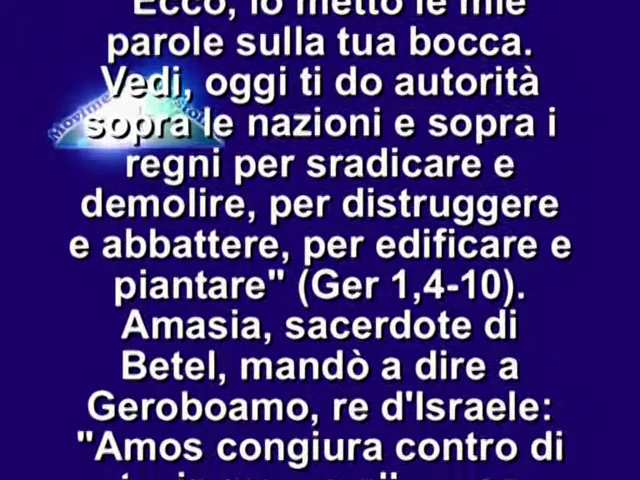 "Ecco, io metto le mie
parole sulla tua bocca.
Vedi, oggi ti do autorità
sopra le nazioni e sopra i
regni per sradicare e
demolire, per distruggere
e abbattere, per edificare e
piantare" (Ger 1,4-10).
Amasia, sacerdote di
Betel, mandò a dire a
Geroboamo, re d'Israele:
"Amos congiura contro di